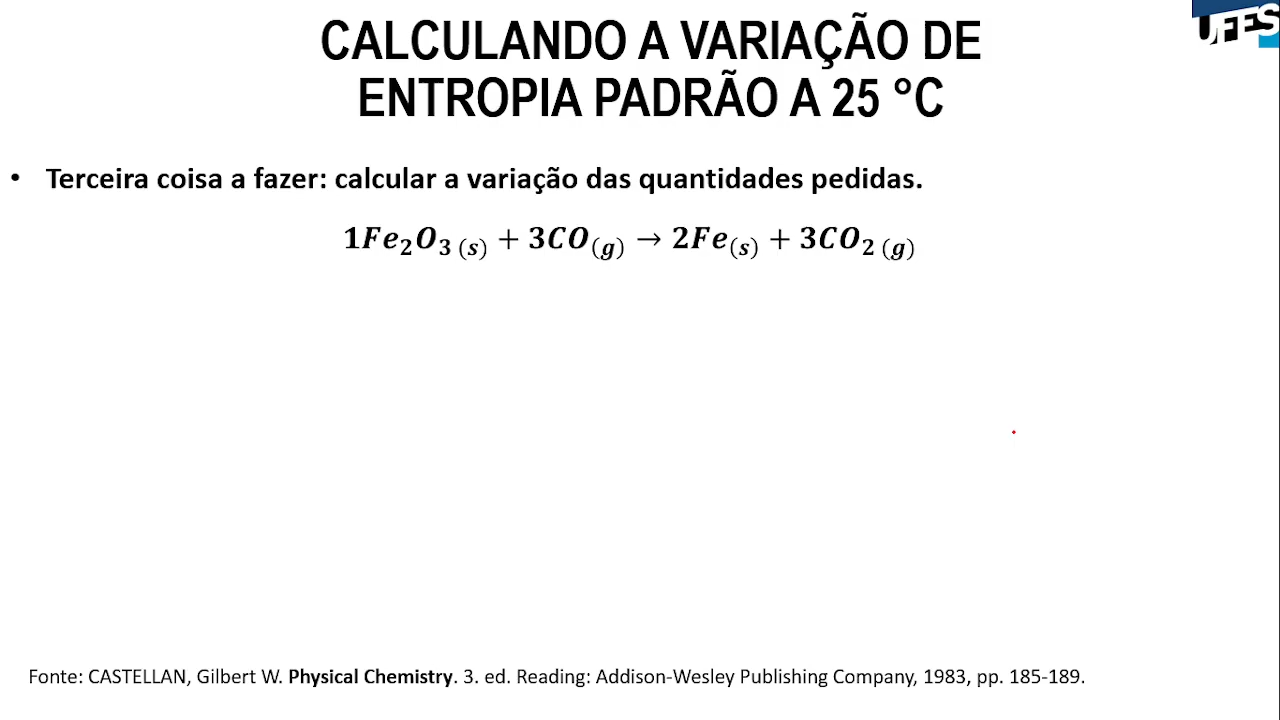 UFES
CALCULANDO A VARIAÇÃO DE
ENTROPIA PADRÃO A 25 °C
• Terceira coisa a fazer: calcular a variação das quantidades pedidas.
1Fe₂O₃ (s) + 3CO(g) → 2Fe(s) + 3CO₂ (g)
Fonte: CASTELLAN, Gilbert W. Physical Chemistry. 3. ed. Reading: Addison-Wesley Publishing Company, 1983, pp. 185-189.